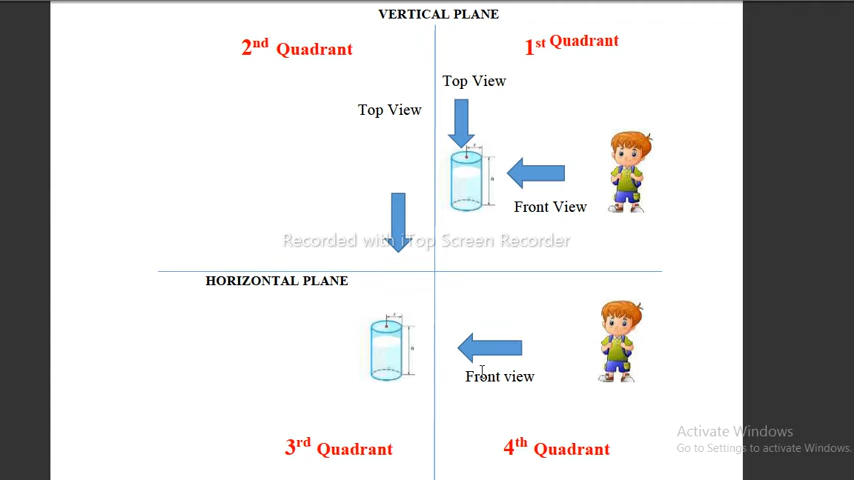 VERTICAL PLANE
2nd Quadrant
1st Quadrant
Top View
Top View
r
h
Front View
Recorded with iTop Screen Recorder
HORIZONTAL PLANE
r
h
Front view
3rd Quadrant
4th Quadrant
Activate Windows
Go to Settings to activate Windows.